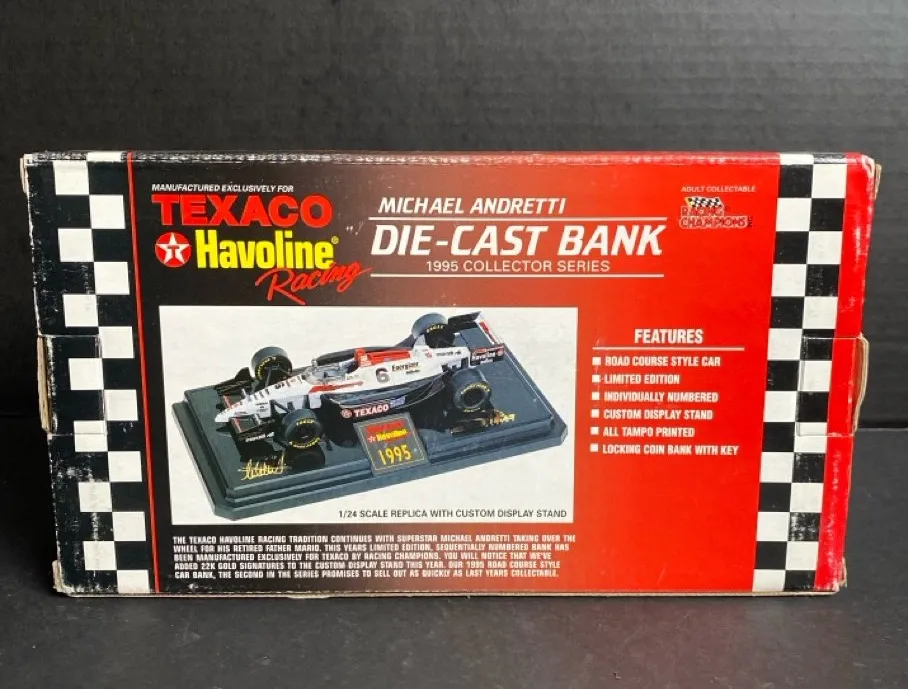 MANUFACTURED EXCLUSIVELY FOR
TEXACO
Havoline®
Racing
MICHAEL ANDRETTI
DIE-CAST BANK
1995 COLLECTOR SERIES
ADULT COLLECTABLE
RACING
CHAMPIONS
FEATURES
ROAD COURSE STYLE CAR
LIMITED EDITION
INDIVIDUALLY NUMBERED
CUSTOM DISPLAY STAND
ALL TAMPO PRINTED
LOCKING COIN BANK WITH KEY
EAGLE
Havoline
Energizer
6
TEXACO
Havoline
1995
1/24 SCALE REPLICA WITH CUSTOM DISPLAY STAND
THE TEXACO HAVOLINE RACING TRADITION CONTINUES WITH SUPERSTAR MICHAEL ANDRETTI TAKING OVER THE
WHEEL FOR HIS RETIRED FATHER MARIO. THIS YEARS LIMITED EDITION, SEQUENTIALLY NUMBERED BANK HAS
BEEN MANUFACTURED EXCLUSIVELY FOR TEXACO BY RACING CHAMPIONS. YOU WILL NOTICE THAT WE'VE
ADDED 22K GOLD SIGNATURES TO THE CUSTOM DISPLAY STAND THIS YEAR. OUR 1995 ROAD COURSE STYLE
CAR BANK, THE SECOND IN THE SERIES PROMISES TO SELL OUT AS QUICKLY AS LAST YEARS COLLECTABLE.